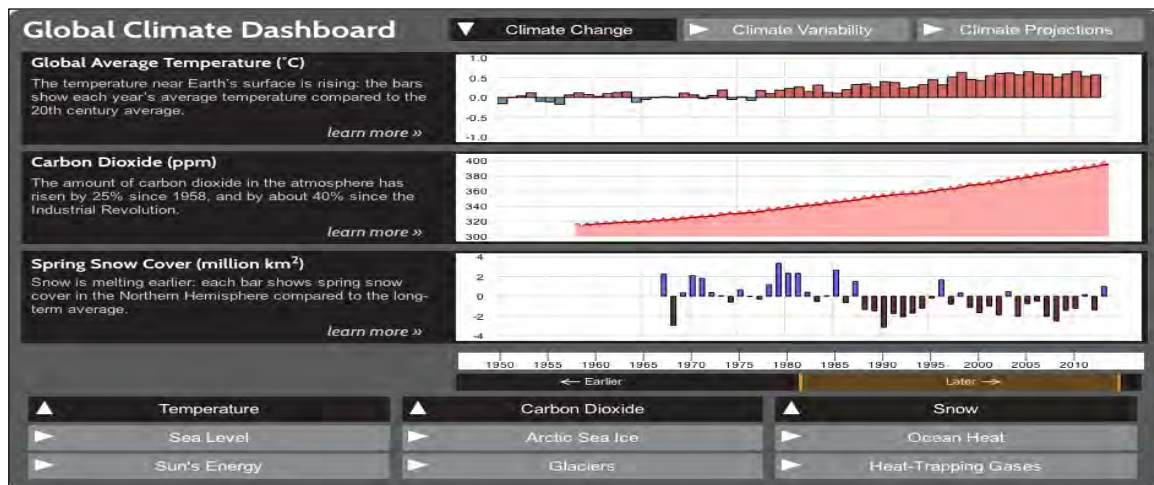 Global Climate Dashboard
Climate Change
Climate Variability
Climate Projections
Global Average Temperature (˚C)
The temperature near Earth's surface is rising: the bars
show each year's average temperature compared to the
20th century average.
learn more »
1.0
0.5
0.0
-0.5
-1.0
Carbon Dioxide (ppm)
The amount of carbon dioxide in the atmosphere has
risen by 25% since 1958, and by about 40% since the
Industrial Revolution.
learn more »
400
380
360
340
320
300
Spring Snow Cover (million km²)
Snow is melting earlier: each bar shows spring snow
cover in the Northern Hemisphere compared to the long-
term average.
learn more »
4
2
0
-2
-4
1950 1955 1960 1965 1970 1975 1980 1985 1990 1995 2000 2005 2010
← Earlier
Later →
Temperature
Carbon Dioxide
Snow
Sea Level
Arctic Sea Ice
Ocean Heat
Sun's Energy
Glaciers
Heat-Trapping Gases